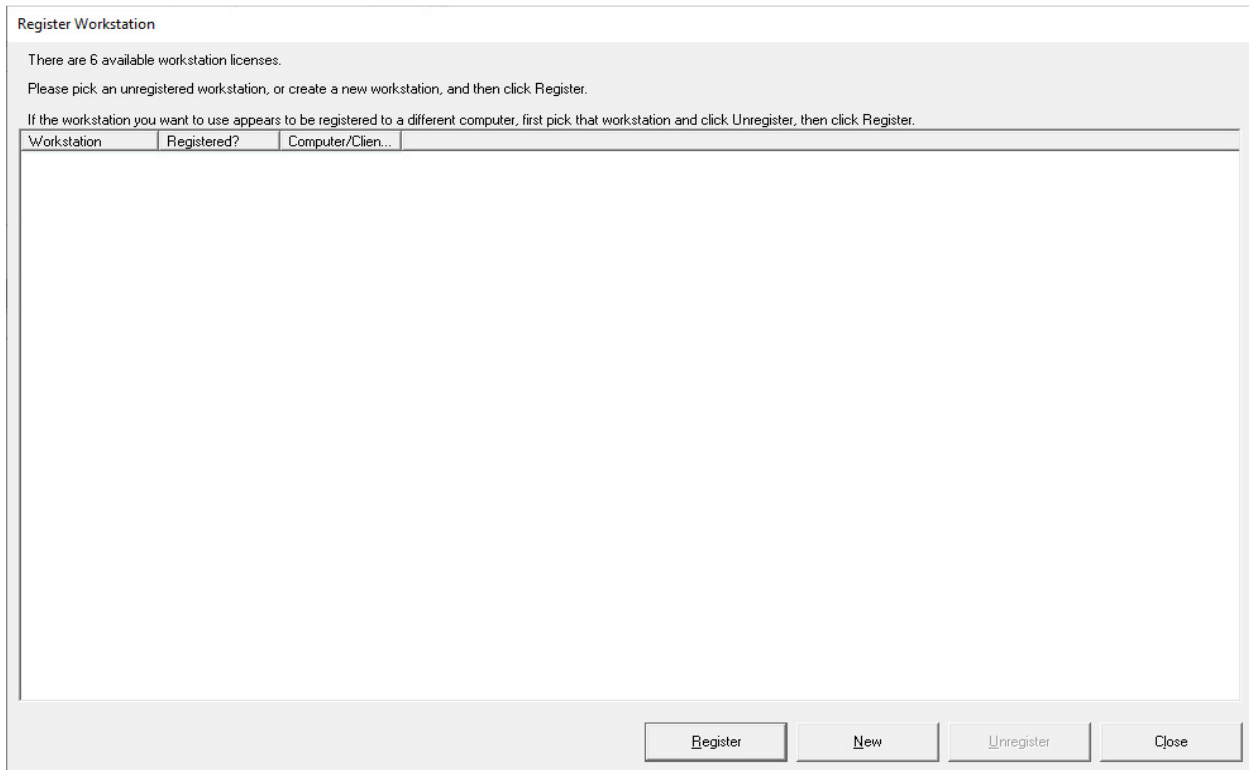 Register Workstation
There are 6 available workstation licenses.
Please pick an unregistered workstation, or create a new workstation, and then click Register.
If the workstation you want to use appears to be registered to a different computer, first pick that workstation and click Unregister, then click Register.
Workstation Registered? Computer/Clien...
Register New Unregister Close